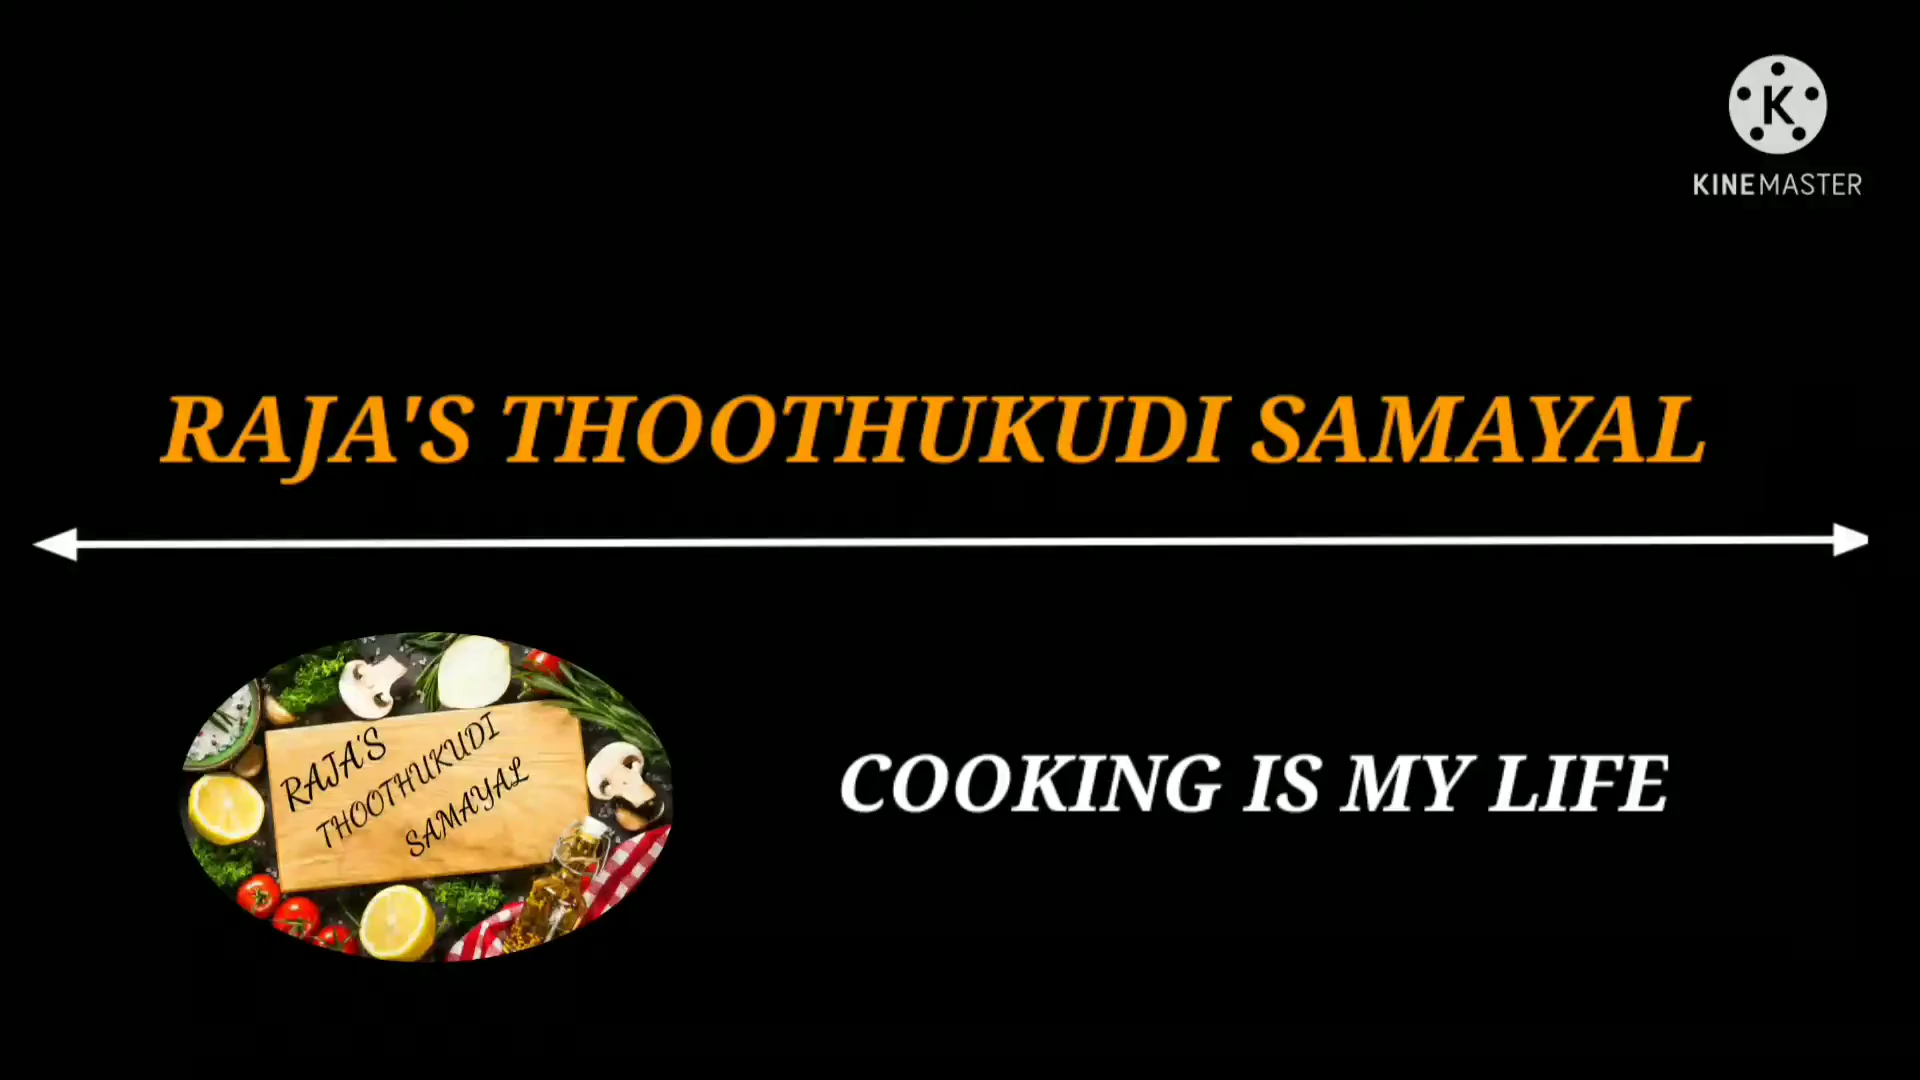 KINEMASTER
RAJA'S THOOTHUKUDI SAMAYAL
RAJA'S
THOOTHUKUDI
SAMAYAL
COOKING IS MY LIFE